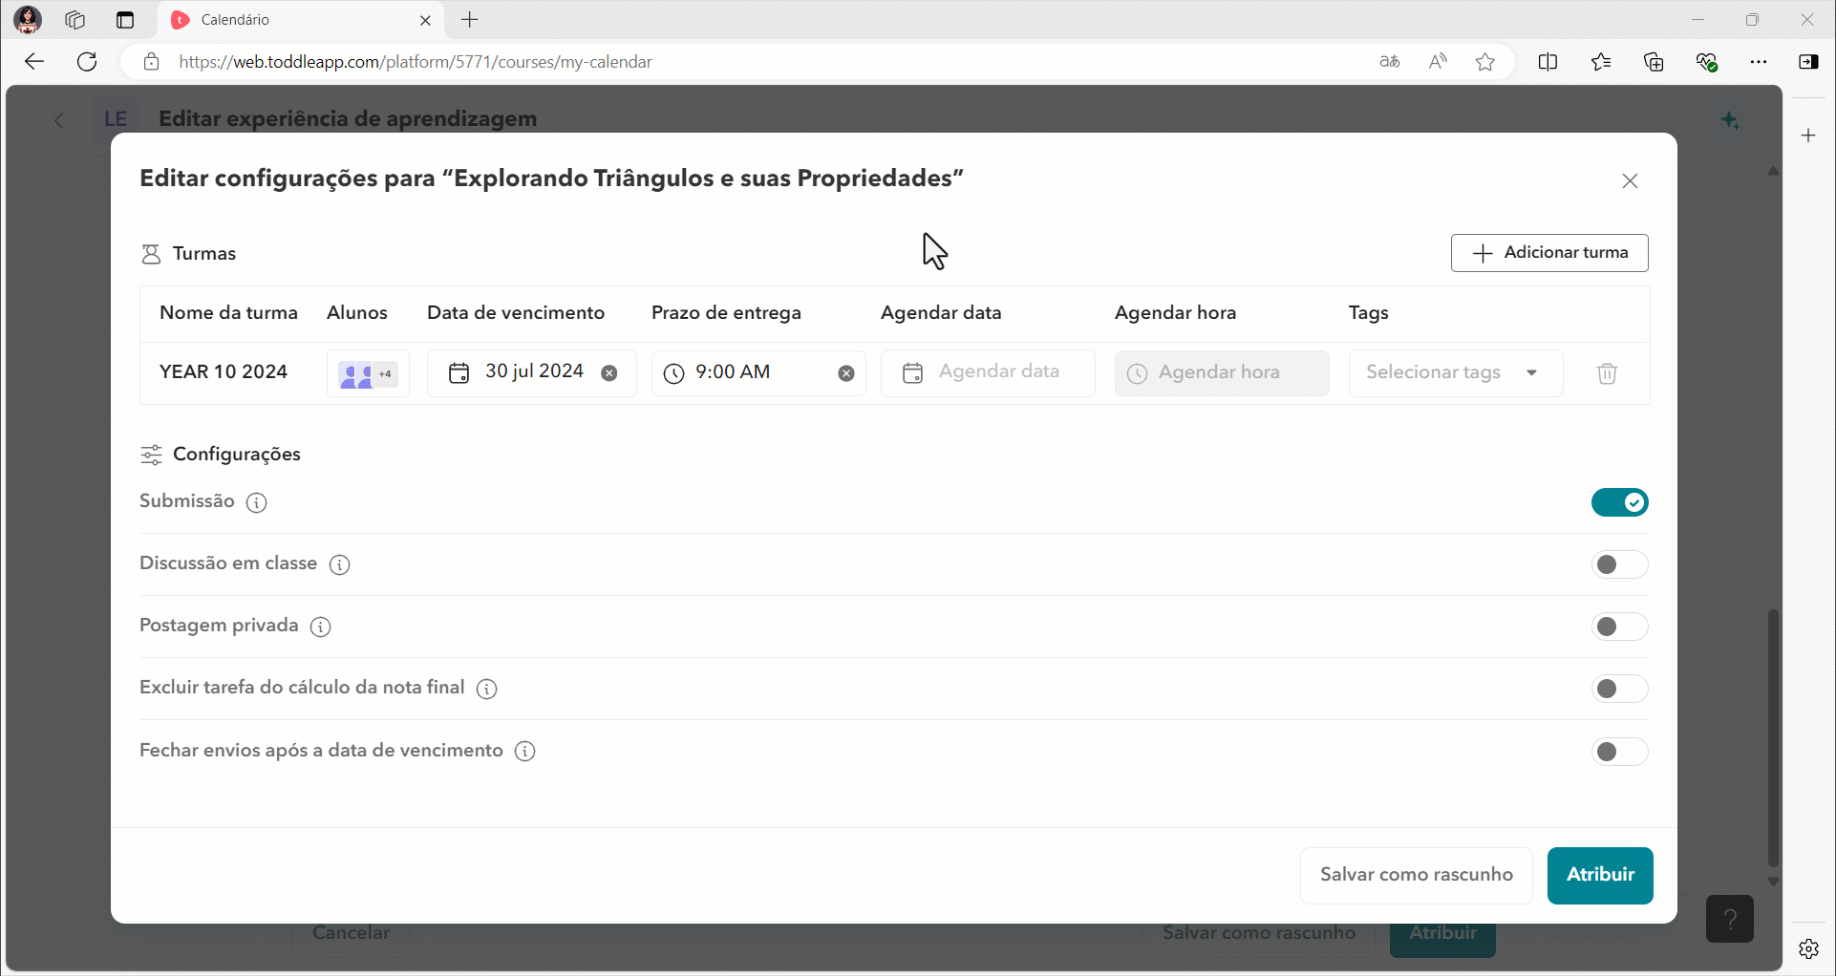 Calendário
https://web.toddleapp.com/platform/5771/courses/my-calendar
LE Editar experiência de aprendizagem
Editar configurações para “Explorando Triângulos e suas Propriedades”
Turmas
Adicionar turma
Nome da turma Alunos Data de vencimento Prazo de entrega Agendar data Agendar hora Tags
YEAR 10 2024 +4 30 jul 2024 9:00 AM Agendar data Agendar hora Selecionar tags
Configurações
Submissão
Discussão em classe
Postagem privada
Excluir tarefa do cálculo da nota final
Fechar envios após a data de vencimento
Salvar como rascunho Atribuir
Cancelar Salvar como rascunho Atribuir